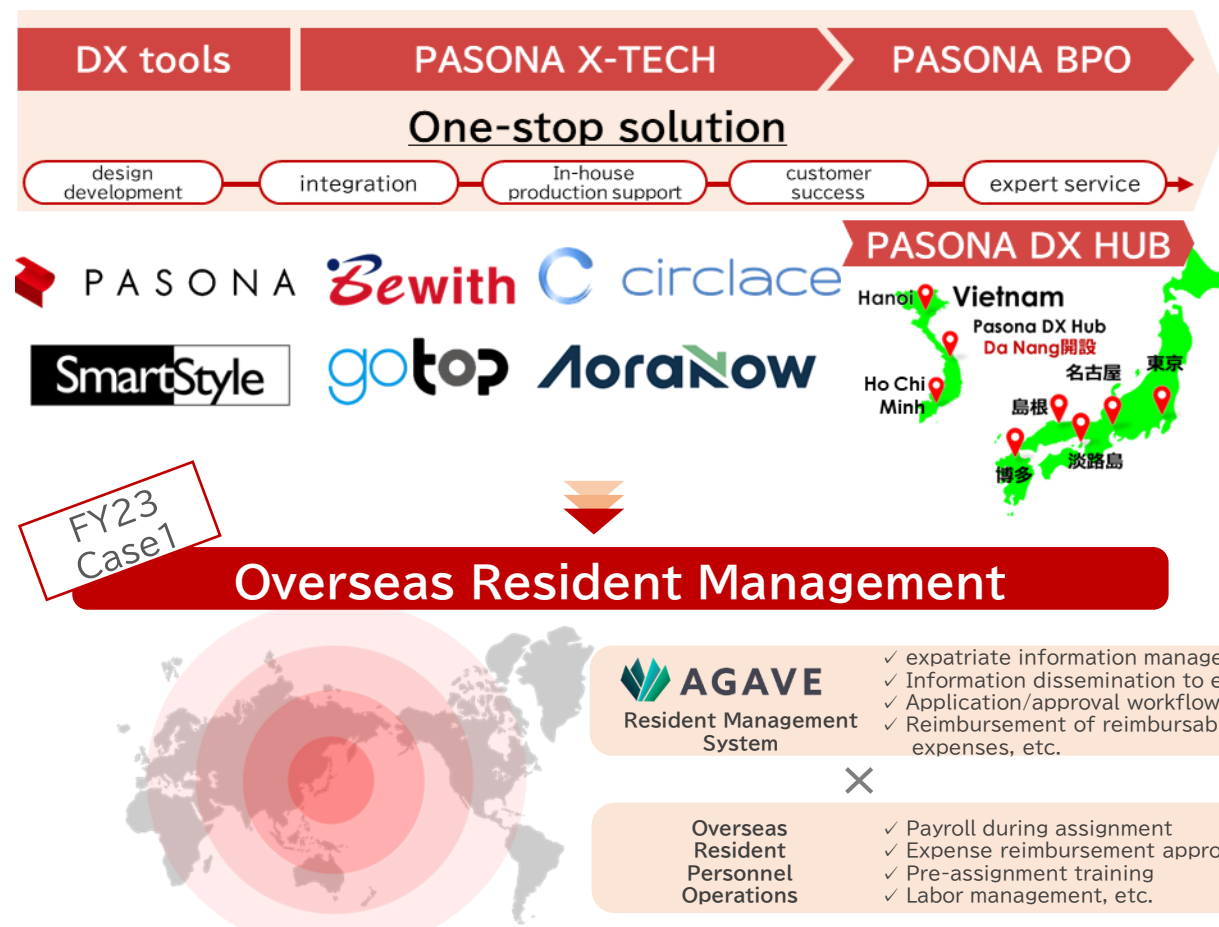 DX tools
PASONA X-TECH
PASONA BPO
One-stop solution
design
development
integration
In-house
production support
customer
success
expert service
PASONA
Bewith
circlace
SmartStyle
gotop
AoraNow
PASONA DX HUB
Hanoi
Vietnam
Pasona DX Hub
Da Nang開設
Ho Chi
Minh
東京
名古屋
島根
淡路島
博多
FY23
Case1
Overseas Resident Management
AGAVE
Resident Management
System
✓ expatriate information manage
✓ Information dissemination to e
✓ Application/approval workflow
✓ Reimbursement of reimbursab
expenses, etc.
×
Overseas
Resident
Personnel
Operations
✓ Payroll during assignment
✓ Expense reimbursement appro
✓ Pre-assignment training
✓ Labor management, etc.